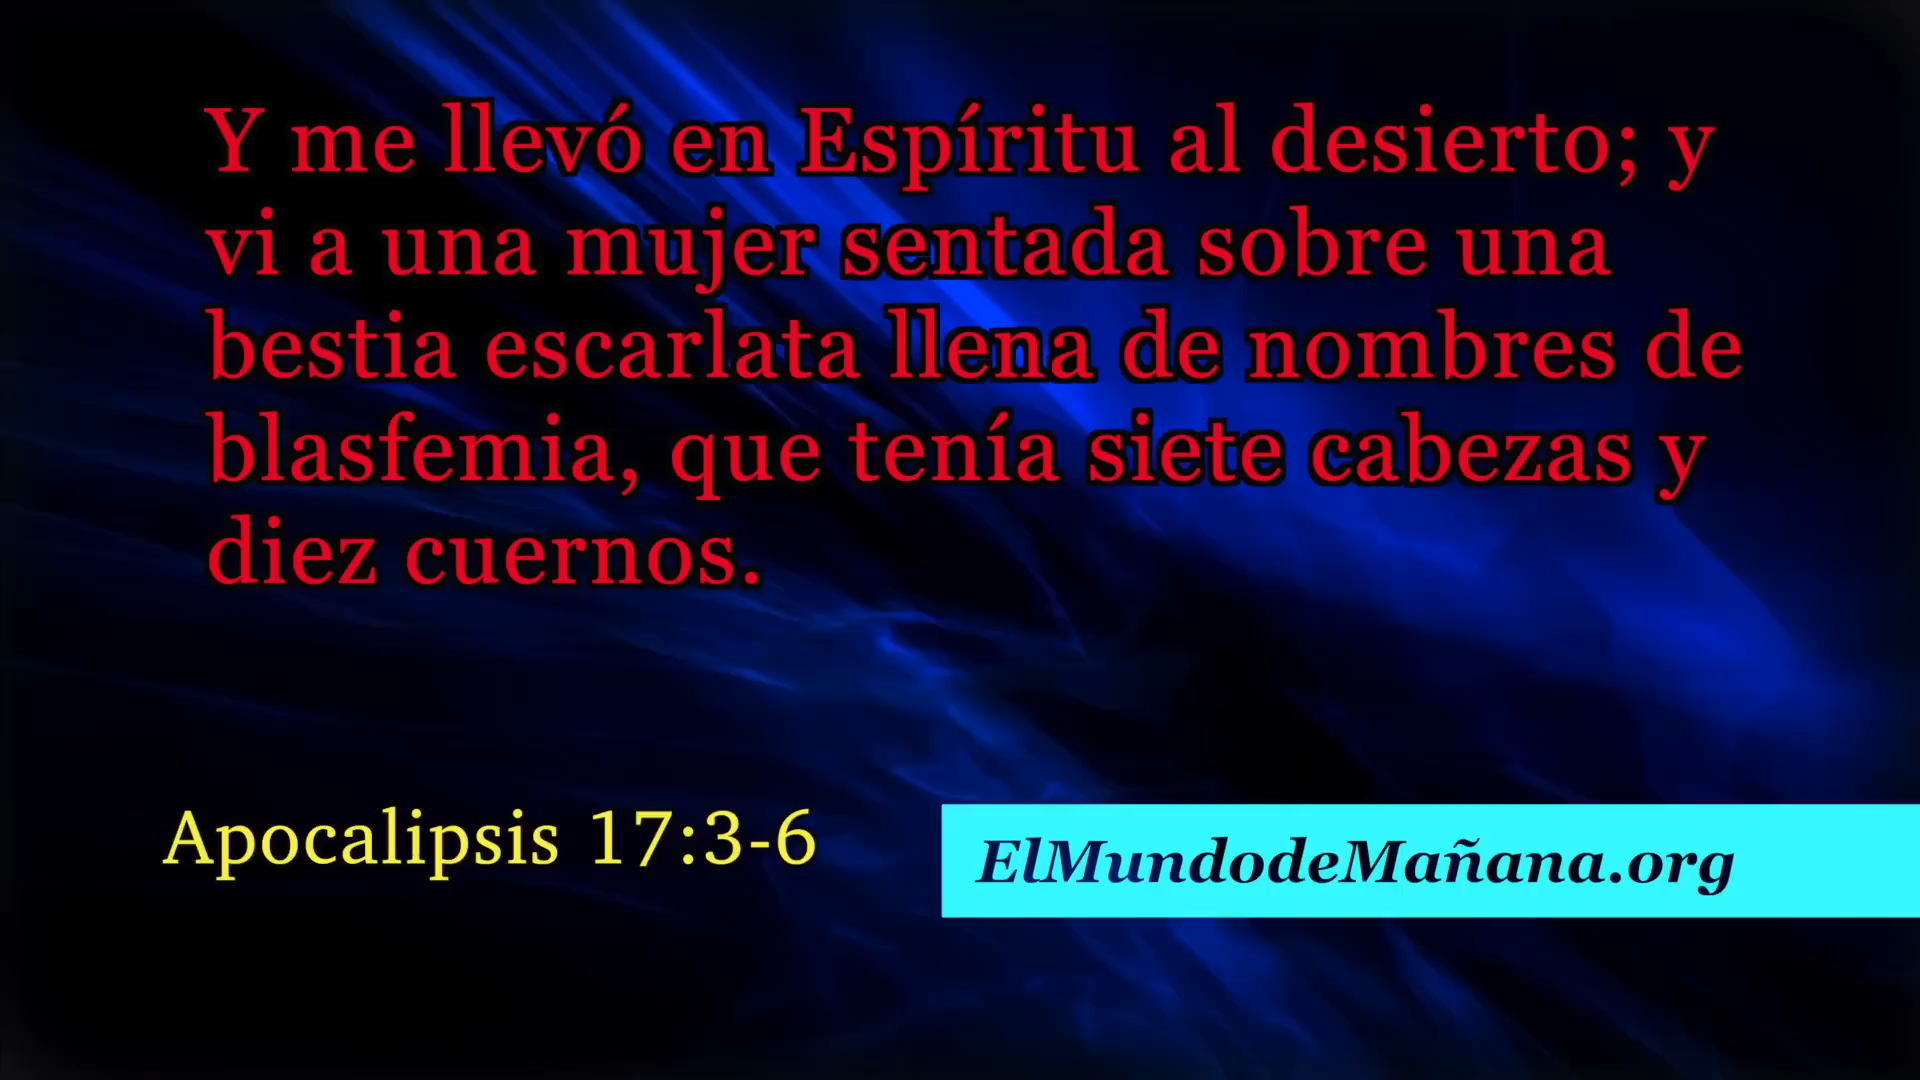 Y me llevó en Espíritu al desierto; y
vi a una mujer sentada sobre una
bestia escarlata llena de nombres de
blasfemia, que tenía siete cabezas y
diez cuernos.
Apocalipsis 17:3-6
ElMundodeMañana.org